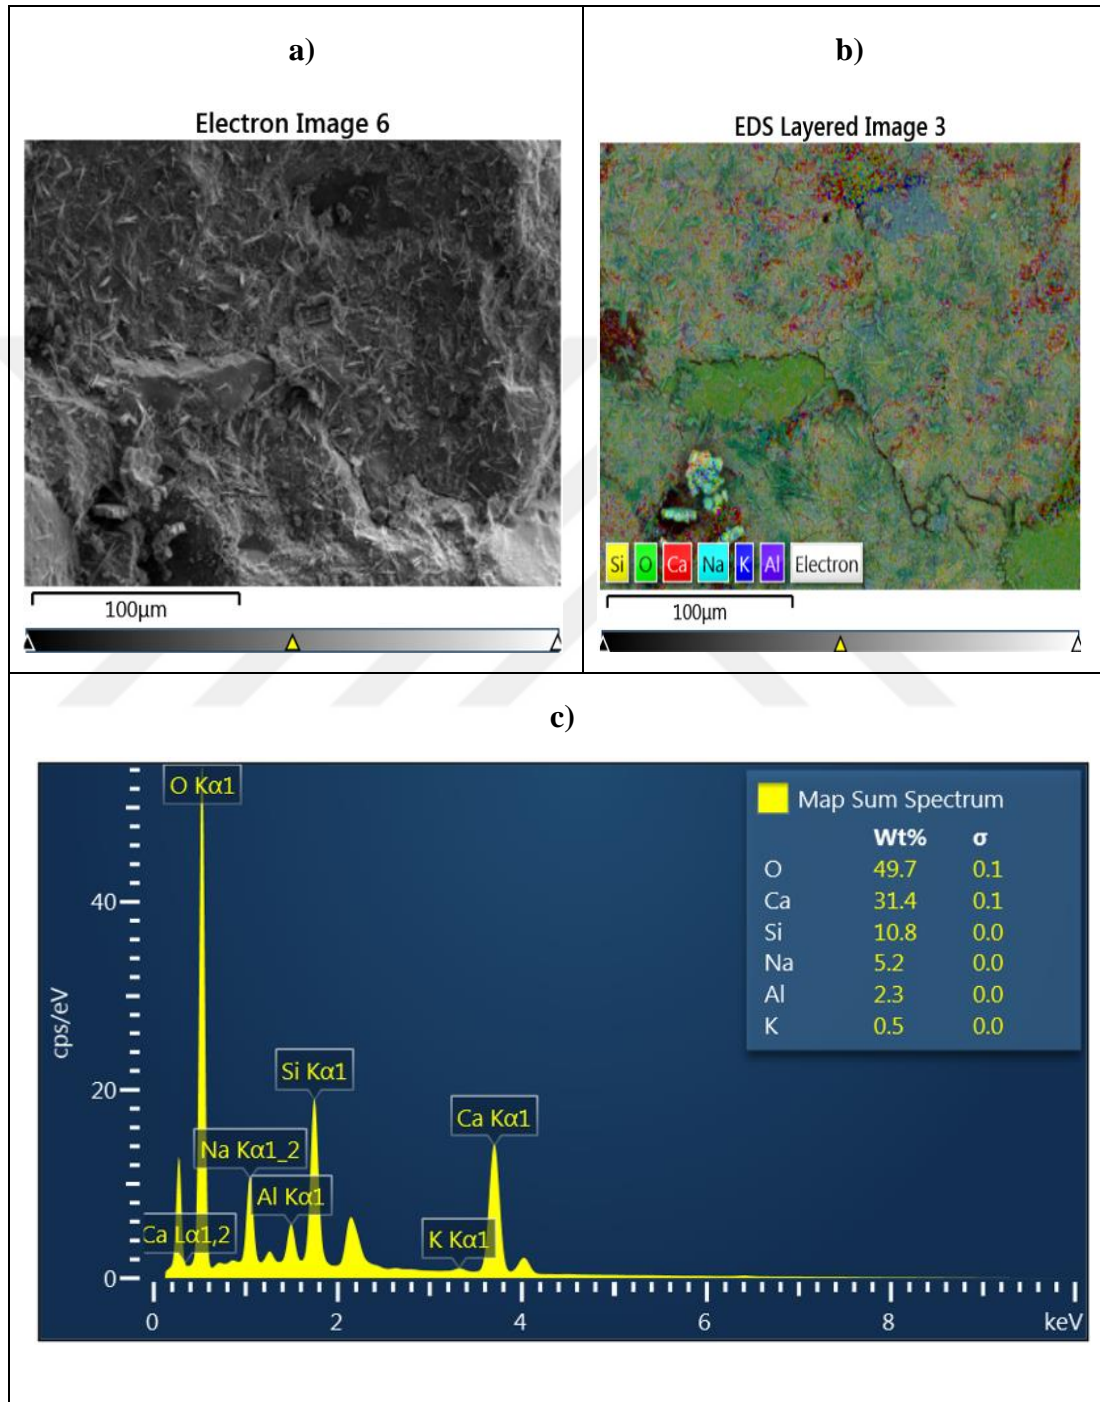 a)
b)
Electron Image 6
EDS Layered Image 3
Si O Ca Na K Al Electron
100μm
100μm
c)
O Kα1
Map Sum Spectrum
Wt% σ
O 49.7 0.1
Ca 31.4 0.1
Si 10.8 0.0
Na 5.2 0.0
Al 2.3 0.0
K 0.5 0.0
40
cps/eV
Si Kα1
20
Ca Kα1
Na Kα1_2
Al Kα1
Ca Lα1,2
K Kα1
0
0 2 4 6 8 keV